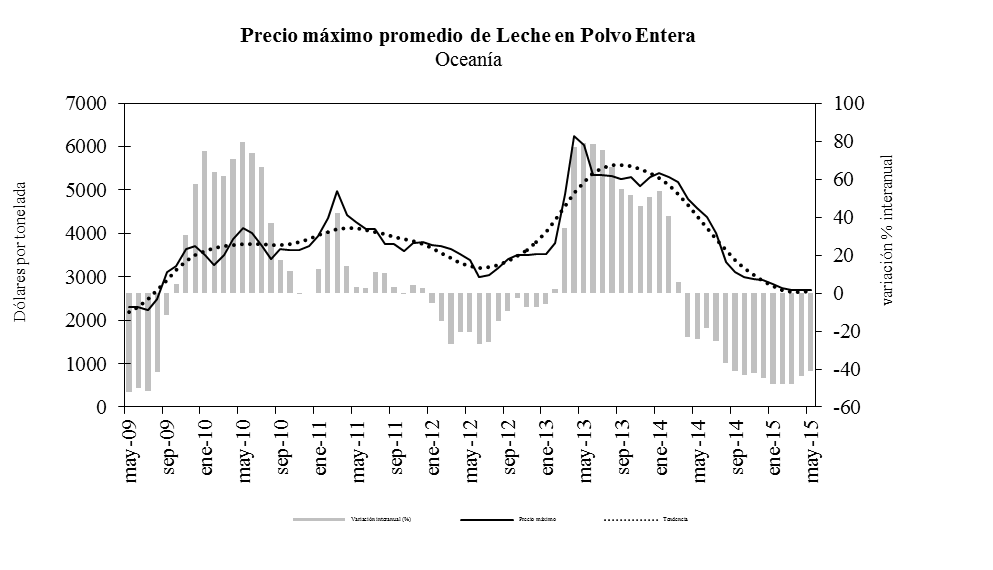 Precio máximo promedio de Leche en Polvo Entera
Oceanía
Dólares por tonelada
7000
6000
5000
4000
3000
2000
1000
0
100
80
60
40
20
0
-20
-40
-60
variación % interanual
may-09
sep-09
ene-10
may-10
sep-10
ene-11
may-11
sep-11
ene-12
may-12
sep-12
ene-13
may-13
sep-13
ene-14
may-14
sep-14
ene-15
may-15
Variación interanual (%)
Precio máximo
Tendencia